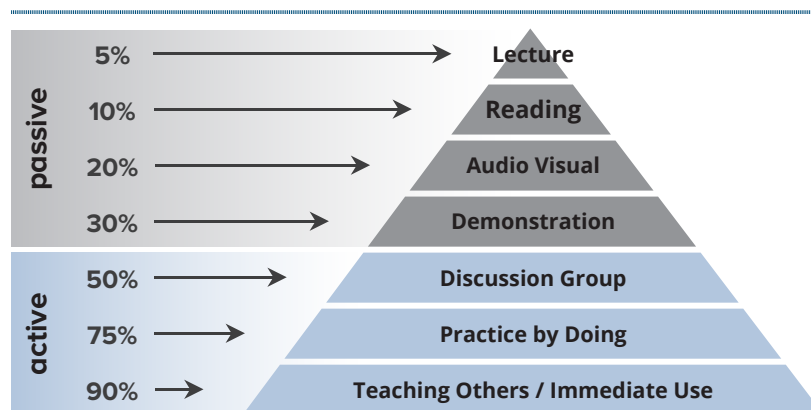 passive
5% Lecture
10% Reading
20% Audio Visual
30% Demonstration
active
50% Discussion Group
75% Practice by Doing
90% Teaching Others / Immediate Use